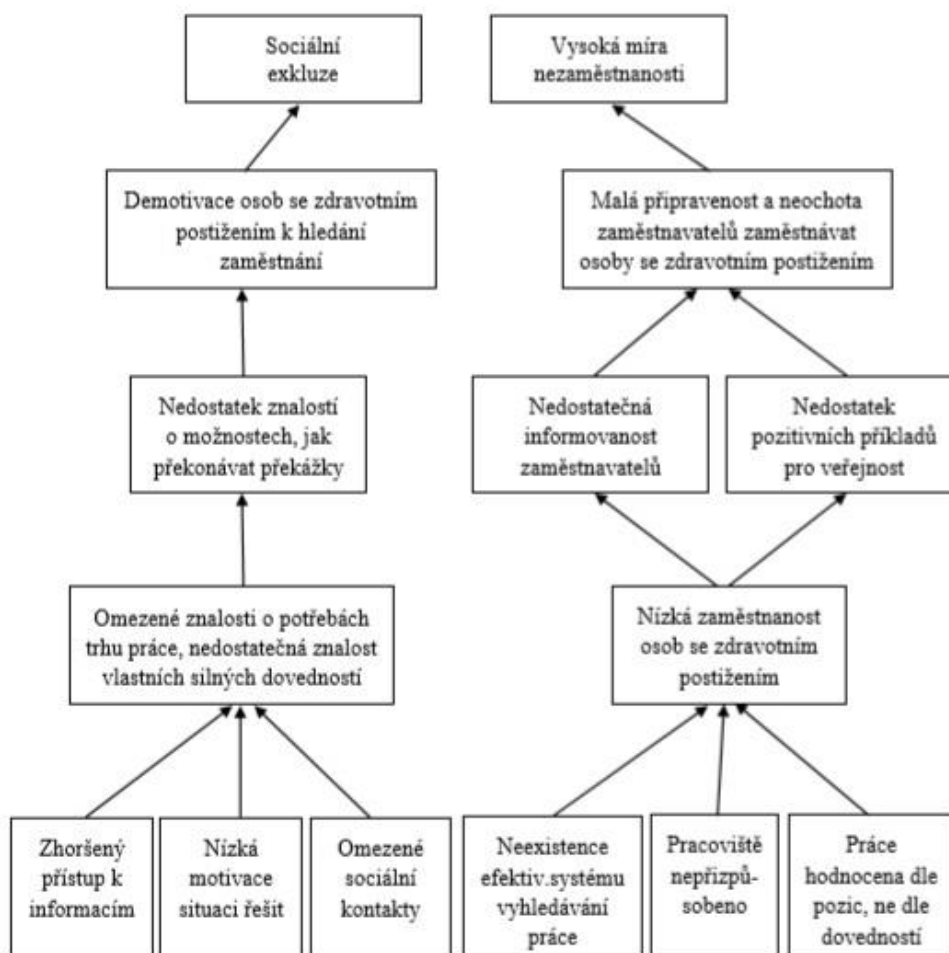 Sociální
exkluze
Vysoká míra
nezaměstnanosti
Demotivace osob se zdravotním
postižením k hledání
zaměstnání
Malá připravenost a neochota
zaměstnavatelů zaměstnávat
osoby se zdravotním postižením
Nedostatek znalostí
o možnostech, jak
překonávat překážky
Nedostatečná
informovanost
zaměstnavatelů
Nedostatek
pozitivních příkladů
pro veřejnost
Omezené znalosti o potřebách
trhu práce, nedostatečná znalost
vlastních silných dovedností
Nízká zaměstnanost
osob se zdravotním
postižením
Zhoršený
přístup k
informacím
Nízká
motivace
situaci řešit
Omezené
sociální
kontakty
Neexistence
efektiv.systému
vyhledávání
práce
Pracoviště
nepřizpů-
sobeno
Práce
hodnocena dle
pozic, ne dle
dovedností